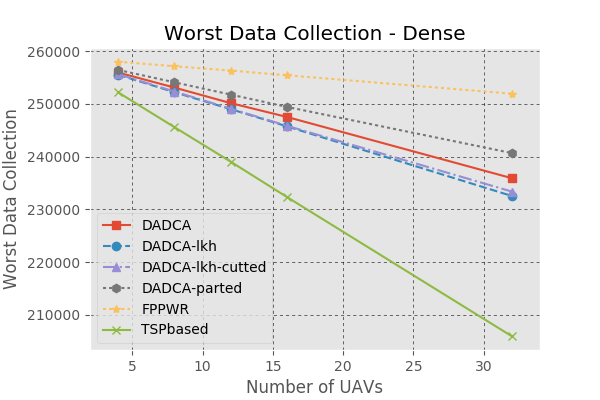 Worst Data Collection - Dense
260000
250000
240000
230000
220000
210000
Worst Data Collection
DADCA
DADCA-lkh
DADCA-lkh-cutted
DADCA-parted
FPPWR
TSPbased
5 10 15 20 25 30
Number of UAVs